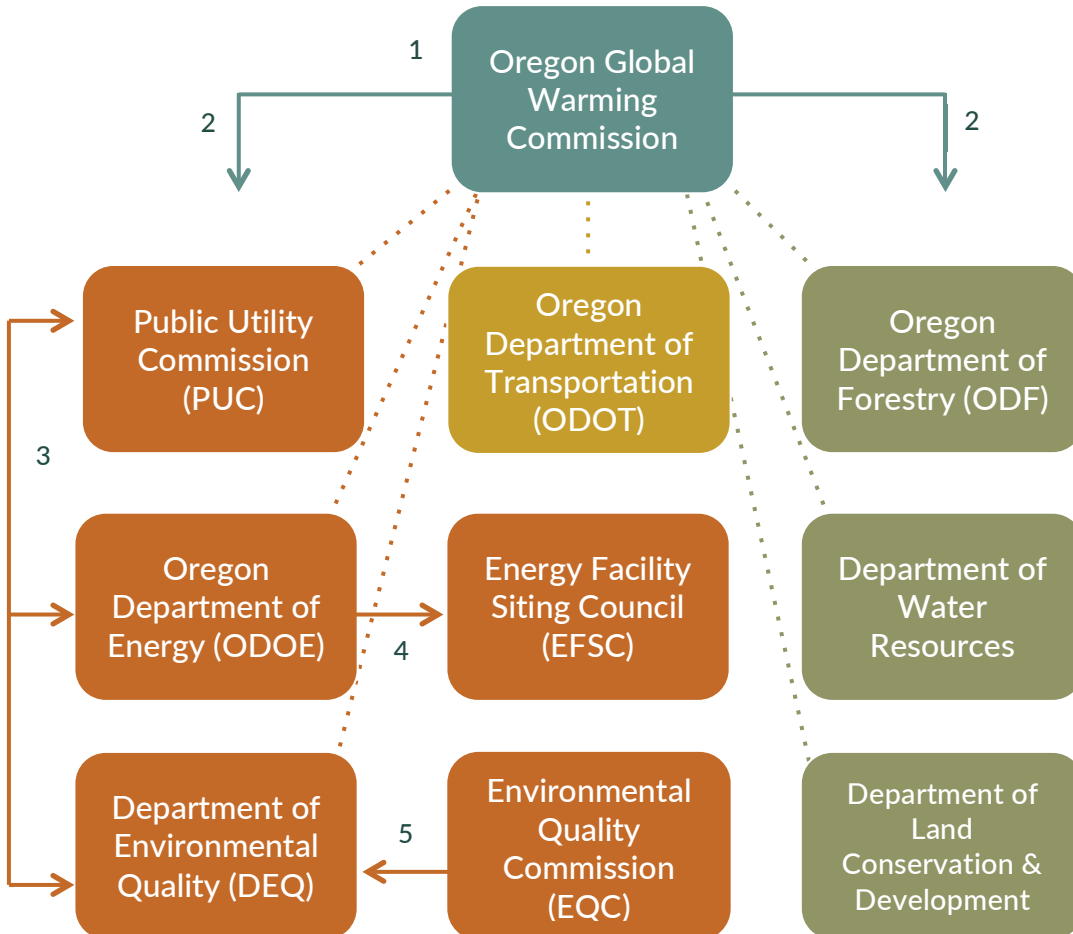 1
Oregon Global
Warming
Commission
2
2
Public Utility
Commission
(PUC)
Oregon
Department of
Transportation
(ODOT)
Oregon
Department of
Forestry (ODF)
3
Oregon
Department of
Energy (ODOE)
4
Energy Facility
Siting Council
(EFSC)
Department of
Water
Resources
Department of
Environmental
Quality (DEQ)
5
Environmental
Quality
Commission
(EQC)
Department of
Land
Conservation &
Development